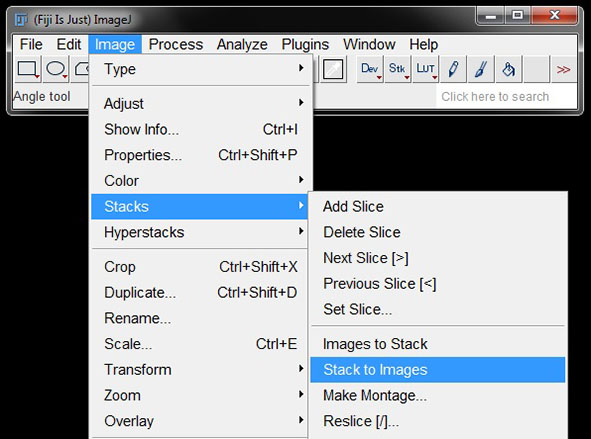 (Fiji Is Just) ImageJ
File Edit Image Process Analyze Plugins Window Help
Dev Stk LUT >>
Angle tool
Click here to search
Type
Adjust
Show Info... Ctrl+I
Properties... Ctrl+Shift+P
Color
Stacks
Hyperstacks
Crop Ctrl+Shift+X
Duplicate... Ctrl+Shift+D
Rename...
Scale... Ctrl+E
Transform
Zoom
Overlay
Add Slice
Delete Slice
Next Slice [>]
Previous Slice [<]
Set Slice...
Images to Stack
Stack to Images
Make Montage...
Reslice [/]...